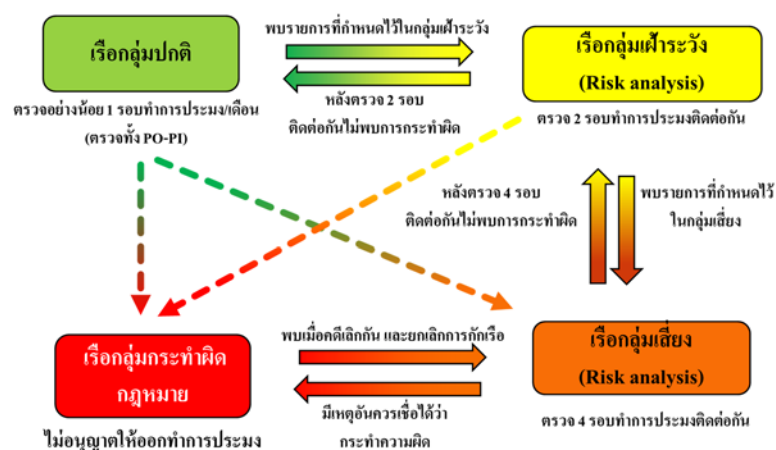 เรือกลุ่มปกติ
ตรวจอย่างน้อย 1 รอบทำการประมง/เดือน
(ตรวจทั้ง PO-PI)
พบรายการที่กำหนดไว้ในกลุ่มเฝ้าระวัง
หลังตรวจ 2 รอบ
ติดต่อกันไม่พบการกระทำผิด
เรือกลุ่มเฝ้าระวัง
(Risk analysis)
ตรวจ 2 รอบทำการประมงติดต่อกัน
หลังตรวจ 4 รอบ
ติดต่อกันไม่พบการกระทำผิด
พบรายการที่กำหนดไว้
ในกลุ่มเสี่ยง
เรือกลุ่มกระทำผิด
กฎหมาย
ไม่อนุญาตให้ออกทำการประมง
พบเมื่อคดีเลิกกัน และยกเลิกการกักเรือ
มีเหตุอันควรเชื่อได้ว่า
กระทำความผิด
เรือกลุ่มเสี่ยง
(Risk analysis)
ตรวจ 4 รอบทำการประมงติดต่อกัน